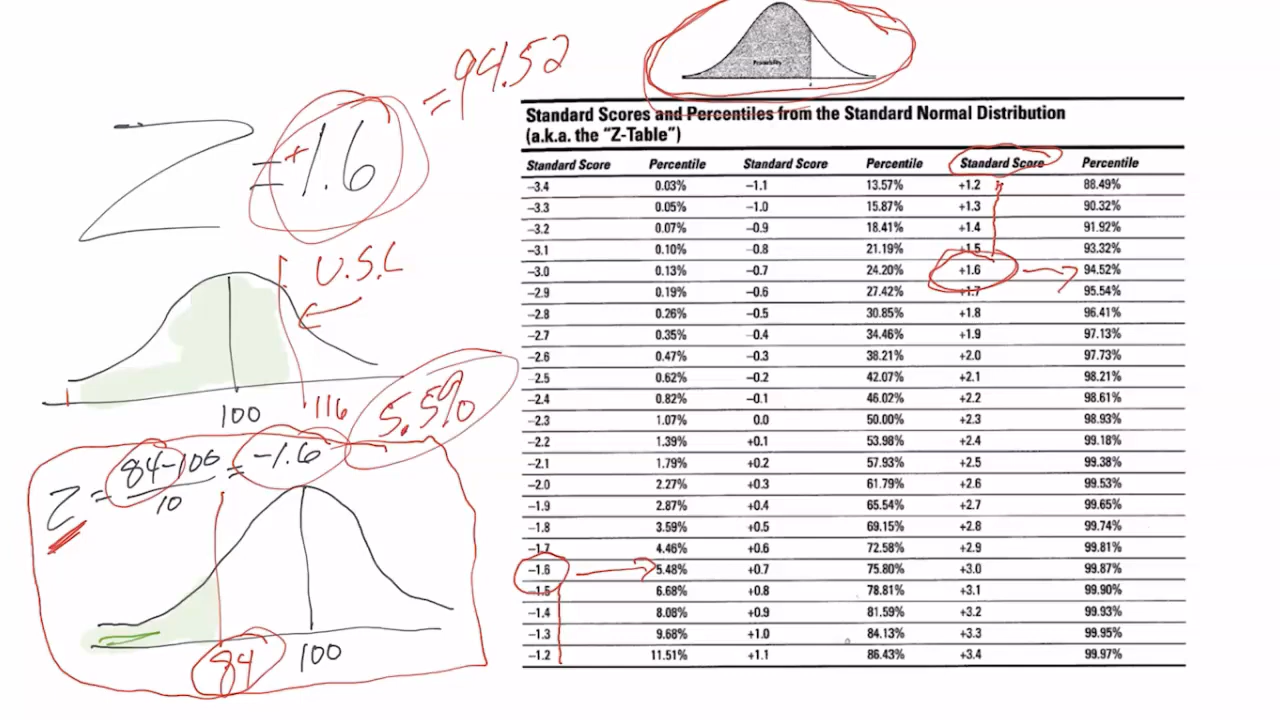 Probability
= 94.52
Z = +1.6
U.S.L
100
116
5.5%
Z = 84-100 / 10 = -1.6
84
100
Standard Scores and Percentiles from the Standard Normal Distribution
(a.k.a. the “Z-Table”)
Standard Score Percentile Standard Score Percentile Standard Score Percentile
–3.4 0.03% –1.1 13.57% +1.2 88.49%
–3.3 0.05% –1.0 15.87% +1.3 90.32%
–3.2 0.07% –0.9 18.41% +1.4 91.92%
–3.1 0.10% –0.8 21.19% +1.5 93.32%
–3.0 0.13% –0.7 24.20% +1.6 94.52%
–2.9 0.19% –0.6 27.42% +1.7 95.54%
–2.8 0.26% –0.5 30.85% +1.8 96.41%
–2.7 0.35% –0.4 34.46% +1.9 97.13%
–2.6 0.47% –0.3 38.21% +2.0 97.73%
–2.5 0.62% –0.2 42.07% +2.1 98.21%
–2.4 0.82% –0.1 46.02% +2.2 98.61%
–2.3 1.07% 0.0 50.00% +2.3 98.93%
–2.2 1.39% +0.1 53.98% +2.4 99.18%
–2.1 1.79% +0.2 57.93% +2.5 99.38%
–2.0 2.27% +0.3 61.79% +2.6 99.53%
–1.9 2.87% +0.4 65.54% +2.7 99.65%
–1.8 3.59% +0.5 69.15% +2.8 99.74%
–1.7 4.46% +0.6 72.58% +2.9 99.81%
–1.6 5.48% +0.7 75.80% +3.0 99.87%
–1.5 6.68% +0.8 78.81% +3.1 99.90%
–1.4 8.08% +0.9 81.59% +3.2 99.93%
–1.3 9.68% +1.0 84.13% +3.3 99.95%
–1.2 11.51% +1.1 86.43% +3.4 99.97%